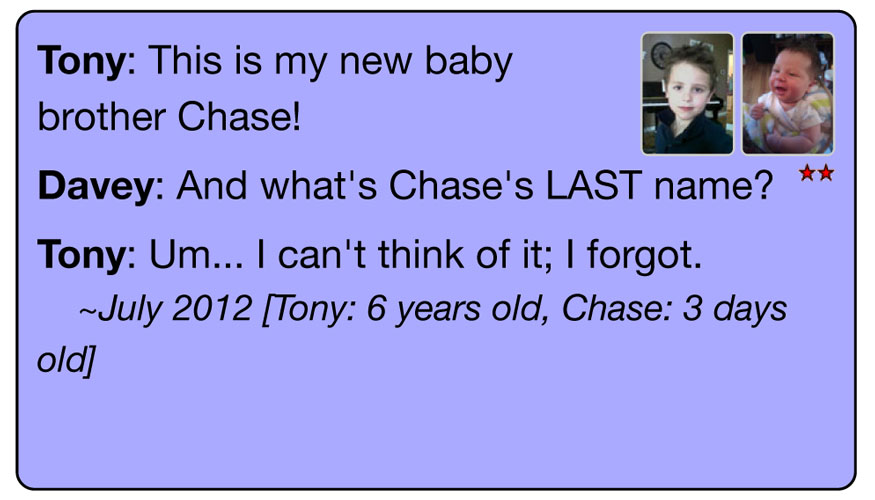 Tony: This is my new baby
brother Chase!
Davey: And what's Chase's LAST name?
Tony: Um... I can't think of it; I forgot.
~July 2012 [Tony: 6 years old, Chase: 3 days
old]